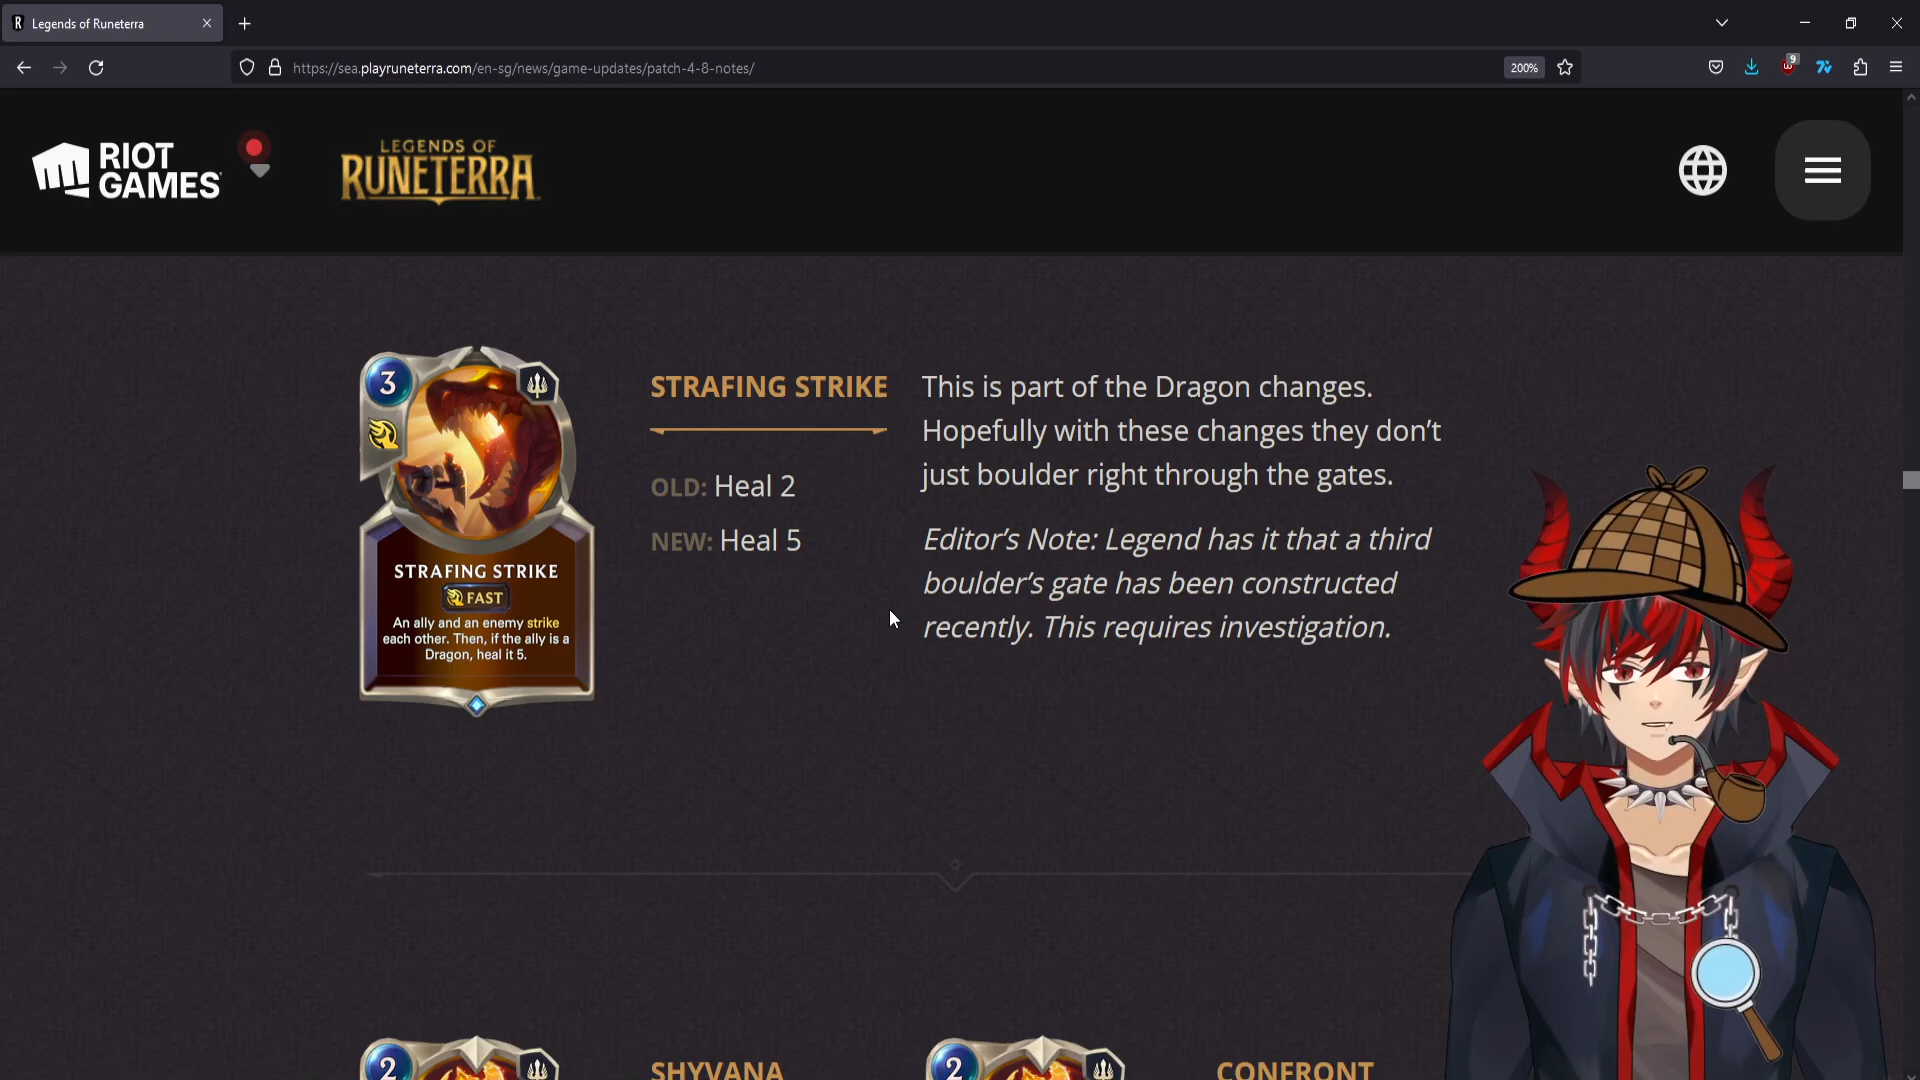 Legends of Runeterra
https://sea.playruneterra.com/en-sg/news/game-updates/patch-4-8-notes/
200%
9
RIOT
GAMES
LEGENDS OF
RUNETERRA
3
STRAFING STRIKE
FAST
An ally and an enemy strike
each other. Then, if the ally is a
Dragon, heal it 5.
STRAFING STRIKE
OLD: Heal 2
NEW: Heal 5
This is part of the Dragon changes.
Hopefully with these changes they don’t
just boulder right through the gates.
Editor’s Note: Legend has it that a third
boulder’s gate has been constructed
recently. This requires investigation.
2
SHYVANA
2
CONFRONT